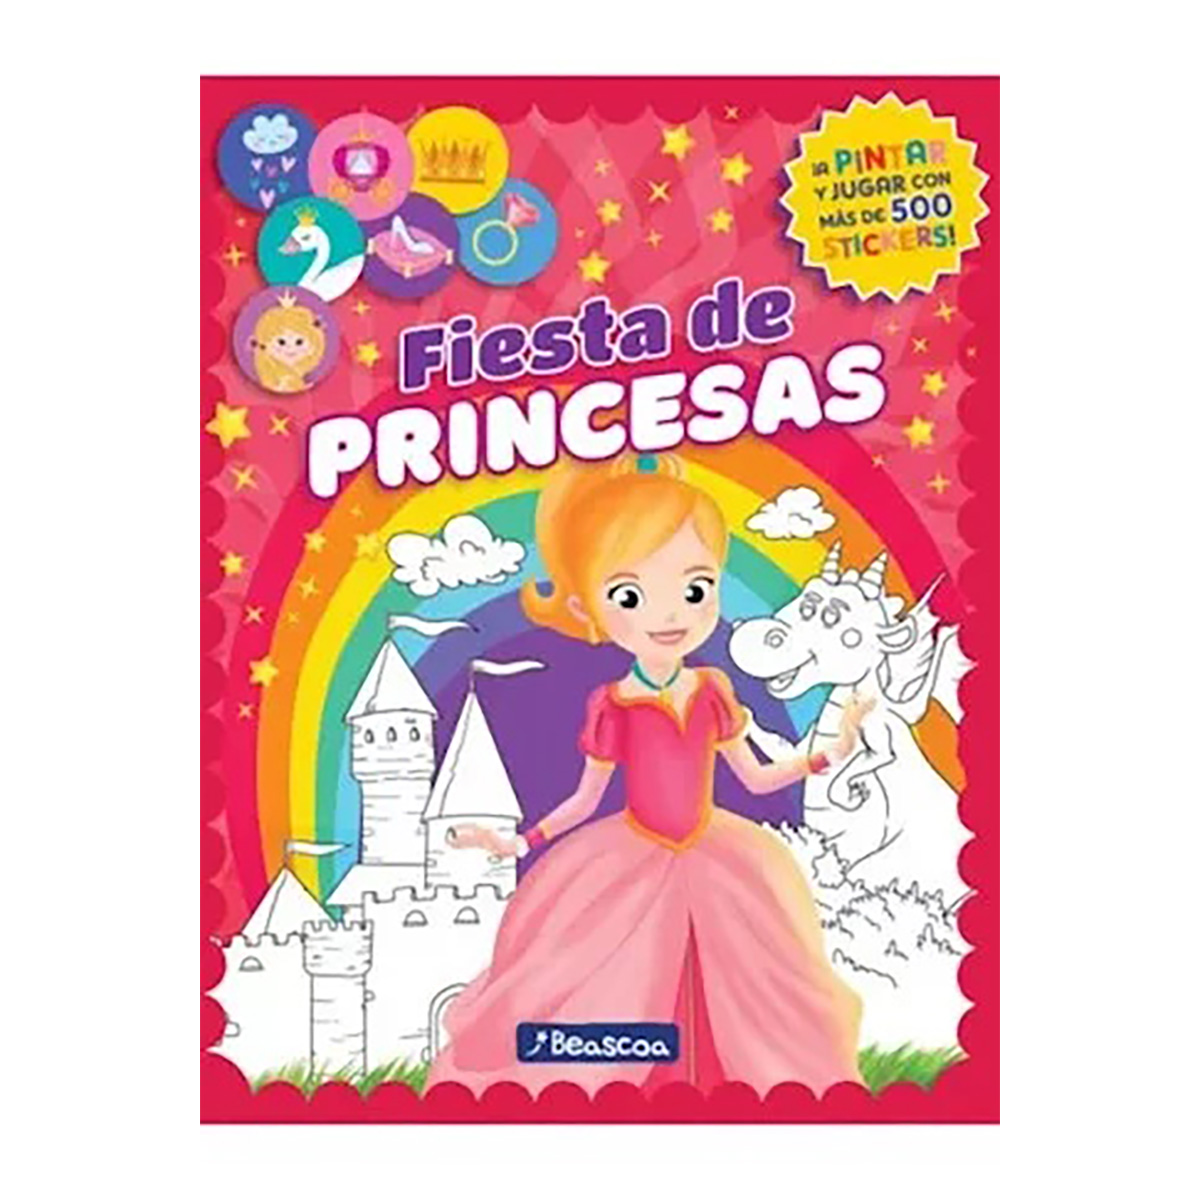 ¡A PINTAR
Y JUGAR CON
MÁS DE 500
STICKERS!
Fiesta de
PRINCESAS
Beascoa